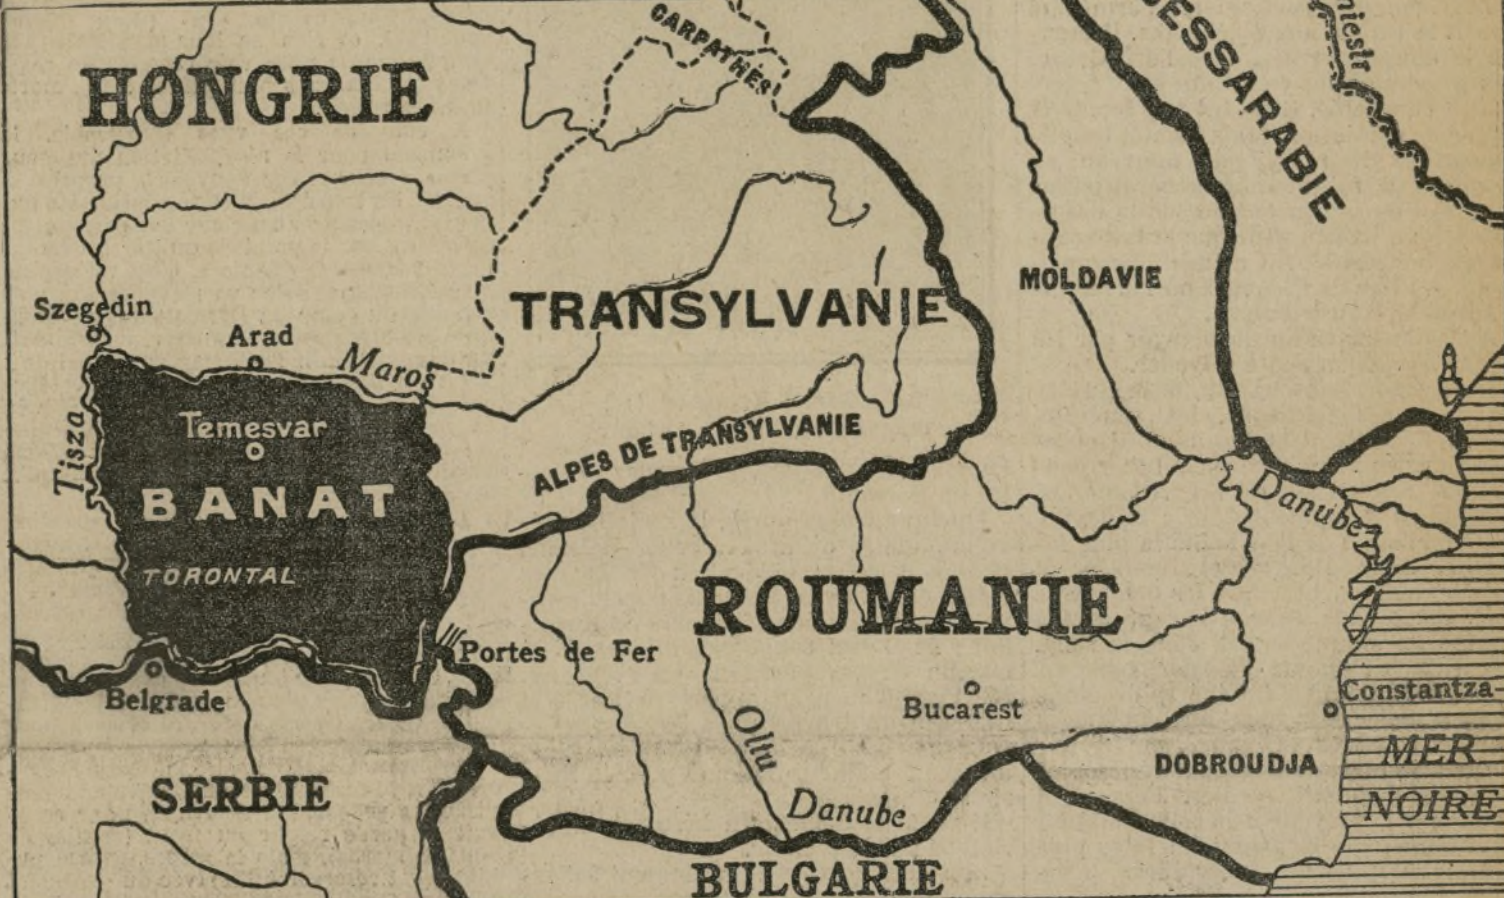 CARPATHES
HONGRIE
BESSARABIE
MOLDAVIE
Szegedin
Arad
Maros
TRANSYLVANIE
Tisza
Temesvar
ALPES DE TRANSYLVANIE
BANAT
Danube
TORONTAL
ROUMANIE
Portes de Fer
Belgrade
Bucarest
Constantza-
Oltu
SERBIE
DOBROUDJA
MER
NOIRE
Danube
BULGARIE